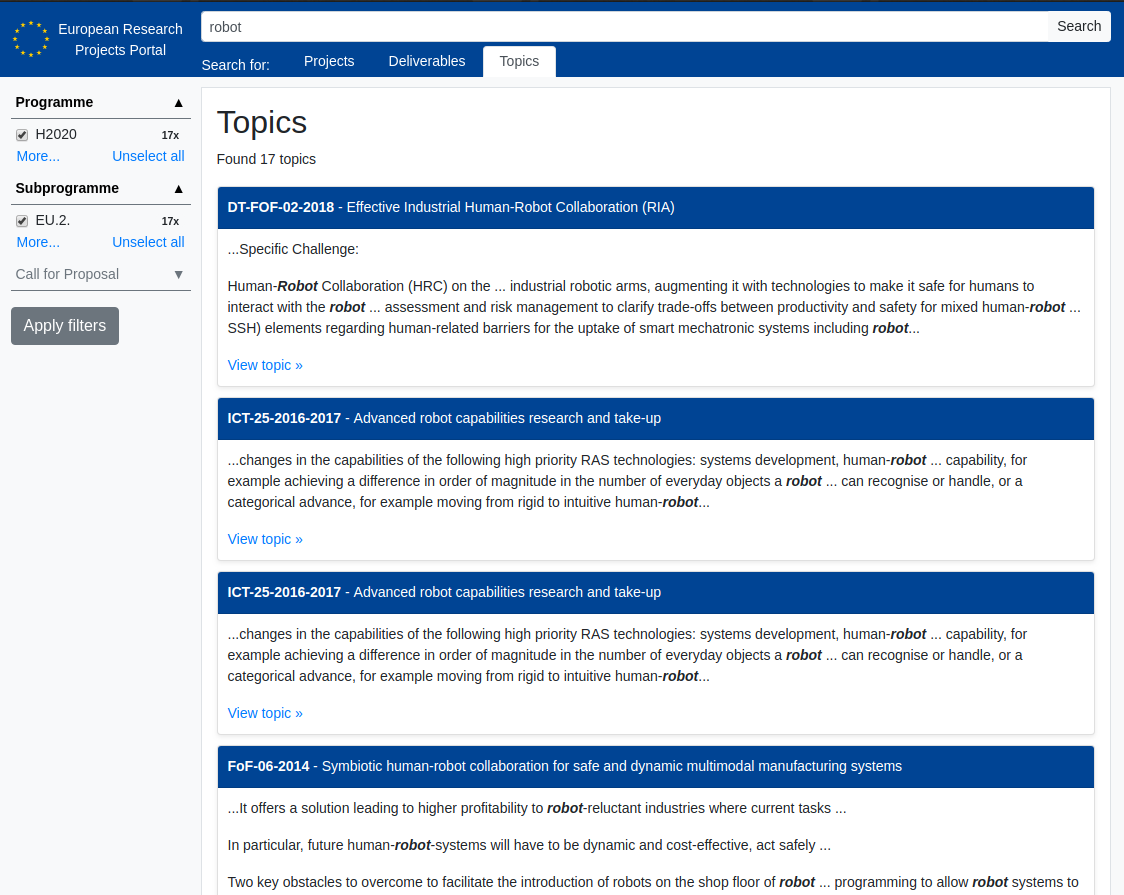 European Research
Projects Portal
robot
Search
Search for:
Projects
Deliverables
Topics
Programme ▲
H2020 17x
More... Unselect all
Subprogramme ▲
EU.2. 17x
More... Unselect all
Call for Proposal ▼
Apply filters
Topics
Found 17 topics
DT-FOF-02-2018 - Effective Industrial Human-Robot Collaboration (RIA)
...Specific Challenge:
Human-Robot Collaboration (HRC) on the ... industrial robotic arms, augmenting it with technologies to make it safe for humans to
interact with the robot ... assessment and risk management to clarify trade-offs between productivity and safety for mixed human-robot ...
SSH) elements regarding human-related barriers for the uptake of smart mechatronic systems including robot...
View topic »
ICT-25-2016-2017 - Advanced robot capabilities research and take-up
...changes in the capabilities of the following high priority RAS technologies: systems development, human-robot ... capability, for
example achieving a difference in order of magnitude in the number of everyday objects a robot ... can recognise or handle, or a
categorical advance, for example moving from rigid to intuitive human-robot...
View topic »
ICT-25-2016-2017 - Advanced robot capabilities research and take-up
...changes in the capabilities of the following high priority RAS technologies: systems development, human-robot ... capability, for
example achieving a difference in order of magnitude in the number of everyday objects a robot ... can recognise or handle, or a
categorical advance, for example moving from rigid to intuitive human-robot...
View topic »
FoF-06-2014 - Symbiotic human-robot collaboration for safe and dynamic multimodal manufacturing systems
...It offers a solution leading to higher profitability to robot-reluctant industries where current tasks ...
In particular, future human-robot-systems will have to be dynamic and cost-effective, act safely ...
Two key obstacles to overcome to facilitate the introduction of robots on the shop floor of robot ... programming to allow robot systems to